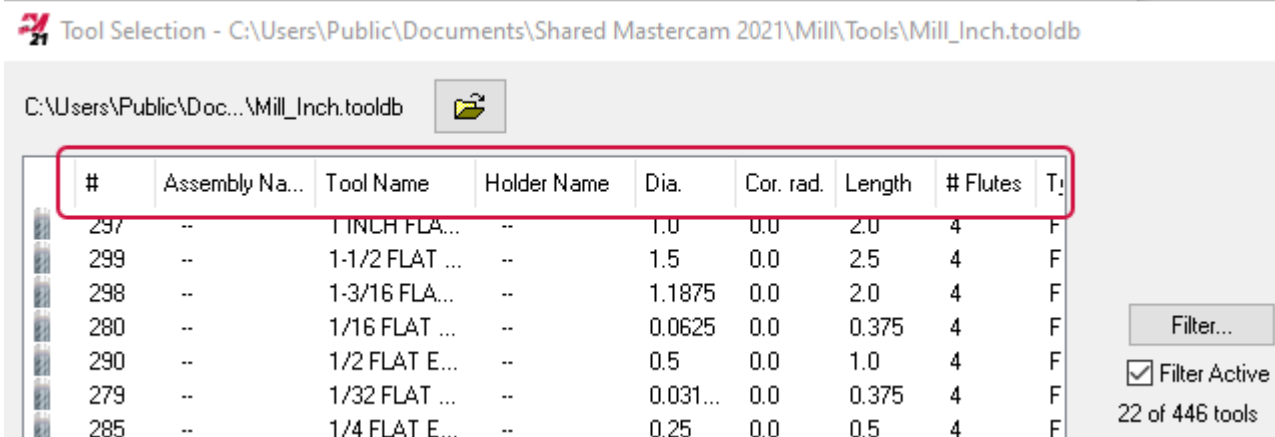 21 Tool Selection - C:\Users\Public\Documents\Shared Mastercam 2021\Mill\Tools\Mill_Inch.tooldb
C:\Users\Public\Doc...\Mill_Inch.tooldb
# Assembly Na... Tool Name Holder Name Dia. Cor. rad. Length # Flutes Ty
297 -- 1 INCH FLA... -- 1.0 0.0 2.0 4 F
299 -- 1-1/2 FLAT ... -- 1.5 0.0 2.5 4 F
298 -- 1-3/16 FLA... -- 1.1875 0.0 2.0 4 F
280 -- 1/16 FLAT ... -- 0.0625 0.0 0.375 4 F
Filter...
290 -- 1/2 FLAT E... -- 0.5 0.0 1.0 4 F
Filter Active
279 -- 1/32 FLAT ... -- 0.031... 0.0 0.375 4 F
22 of 446 tools
285 -- 1/4 FLAT E... -- 0.25 0.0 0.5 4 F